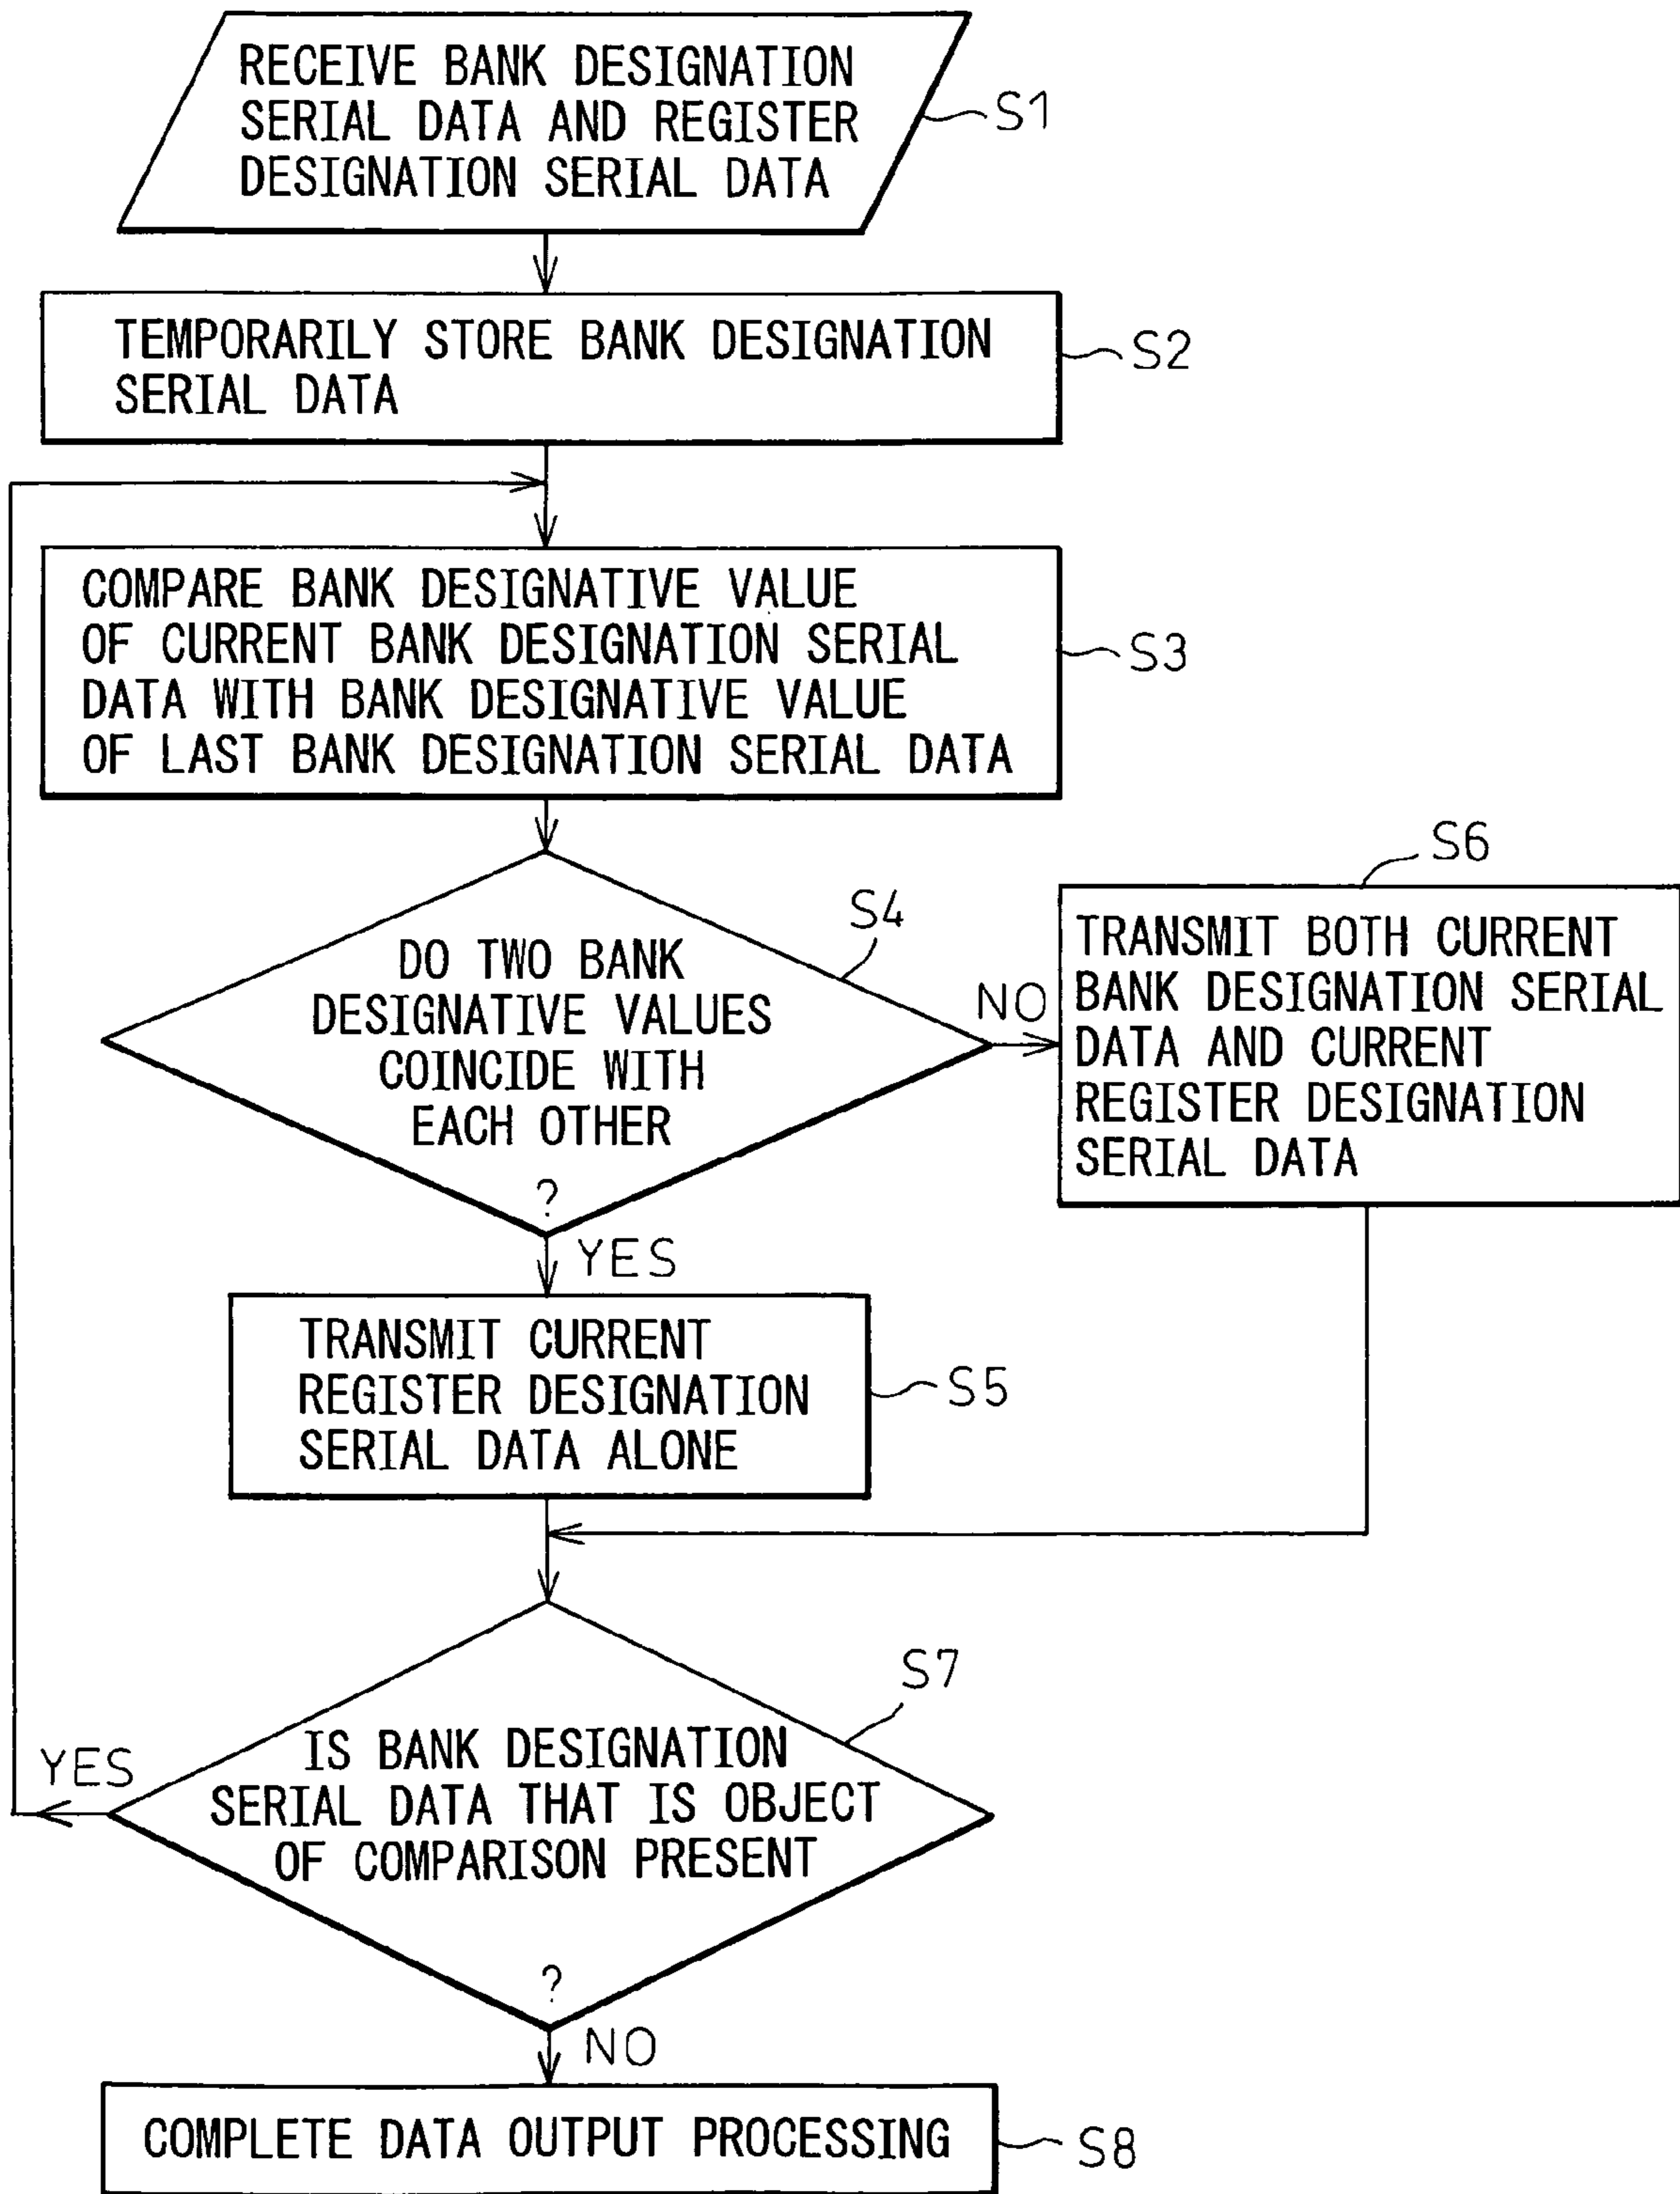 RECEIVE BANK DESIGNATION
SERIAL DATA AND REGISTER
DESIGNATION SERIAL DATA
S1
TEMPORARILY STORE BANK DESIGNATION
SERIAL DATA
S2
COMPARE BANK DESIGNATIVE VALUE
OF CURRENT BANK DESIGNATION SERIAL
DATA WITH BANK DESIGNATIVE VALUE
OF LAST BANK DESIGNATION SERIAL DATA
S3
S4
DO TWO BANK
DESIGNATIVE VALUES
COINCIDE WITH
EACH OTHER
?
NO
S6
TRANSMIT BOTH CURRENT
BANK DESIGNATION SERIAL
DATA AND CURRENT
REGISTER DESIGNATION
SERIAL DATA
YES
TRANSMIT CURRENT
REGISTER DESIGNATION
SERIAL DATA ALONE
S5
S7
IS BANK DESIGNATION
SERIAL DATA THAT IS OBJECT
OF COMPARISON PRESENT
?
YES
NO
COMPLETE DATA OUTPUT PROCESSING
S8